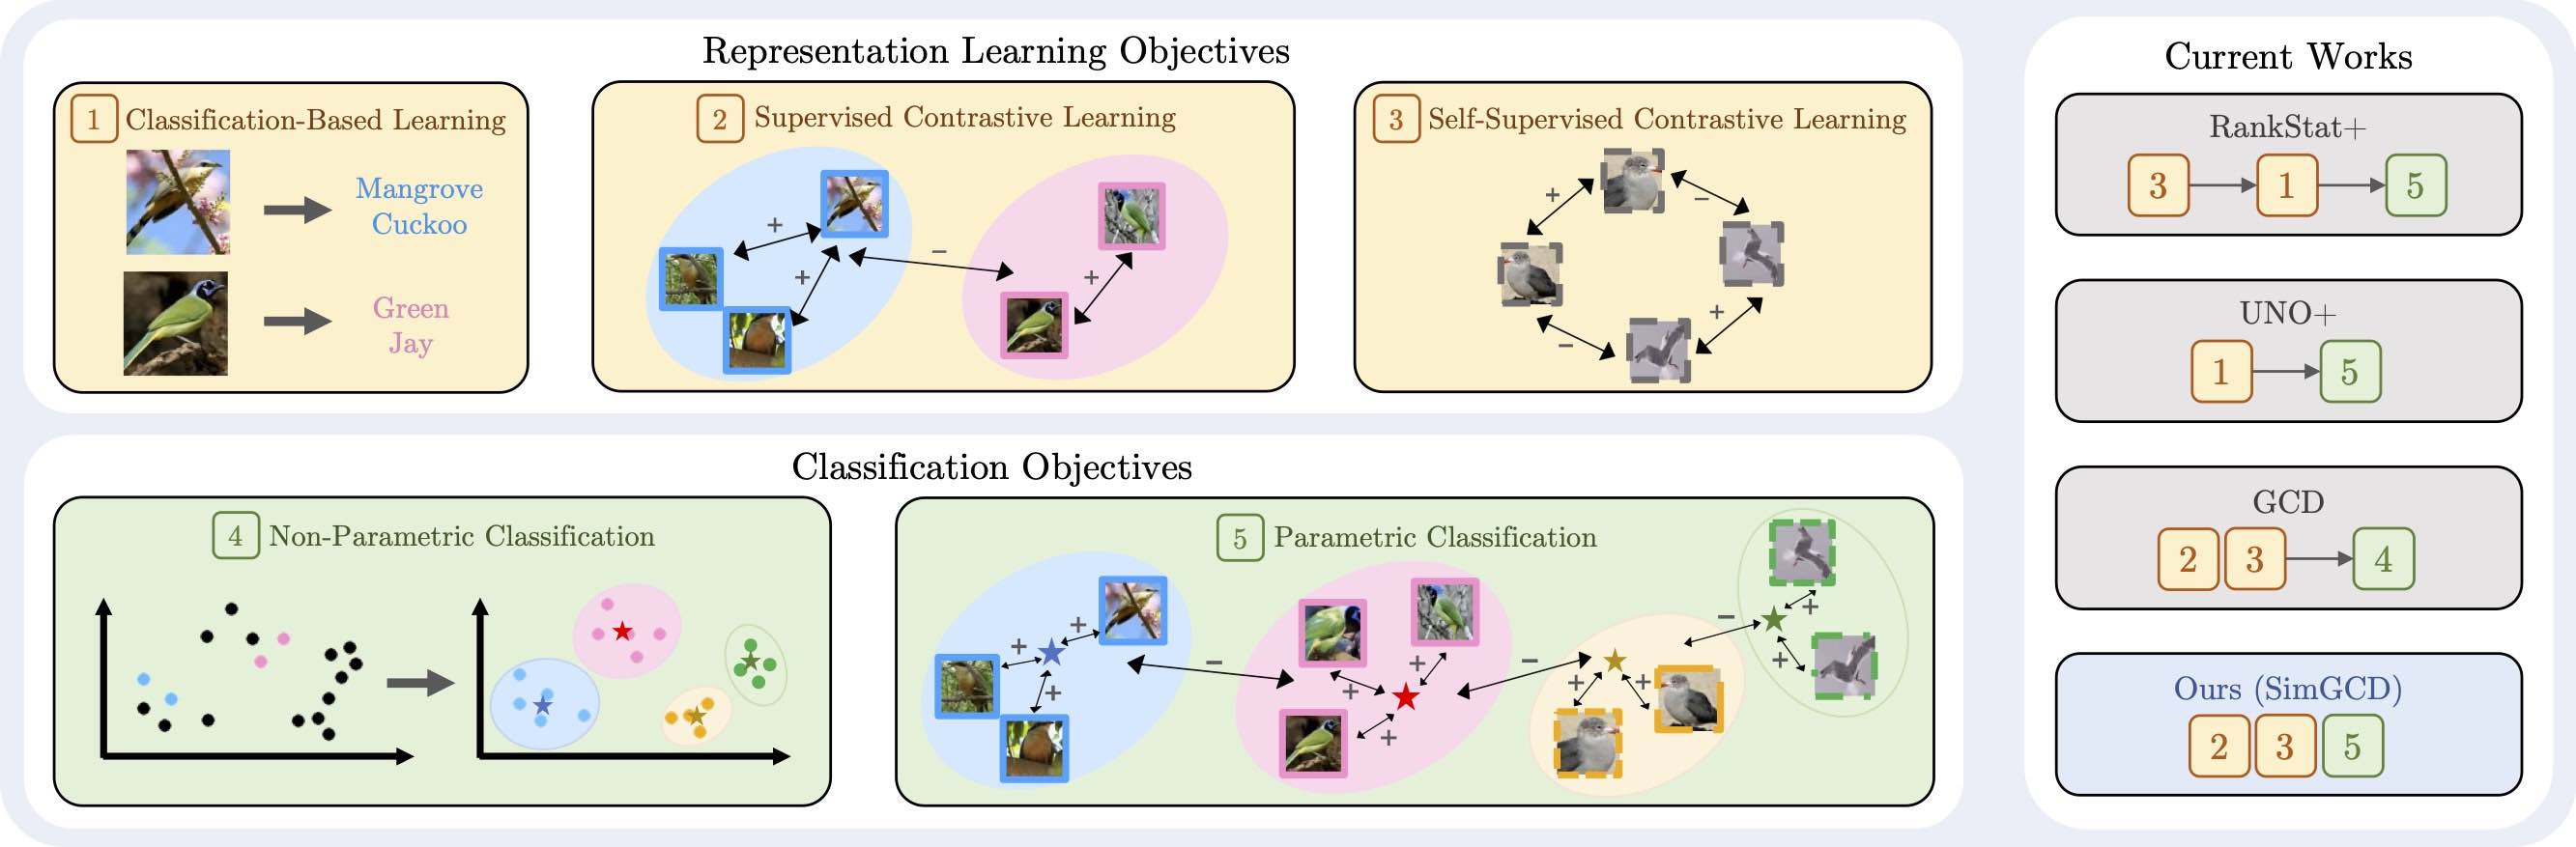 Representation Learning Objectives
1 Classification-Based Learning
Mangrove
Cuckoo
Green
Jay
2 Supervised Contrastive Learning
+
+
−
+
3 Self-Supervised Contrastive Learning
+
−
+
−
Classification Objectives
4 Non-Parametric Classification
5 Parametric Classification
+
+
+
−
+
+
+
−
+
+
−
+
+
Current Works
RankStat+
3 1 5
UNO+
1 5
GCD
2 3 4
Ours (SimGCD)
2 3 5